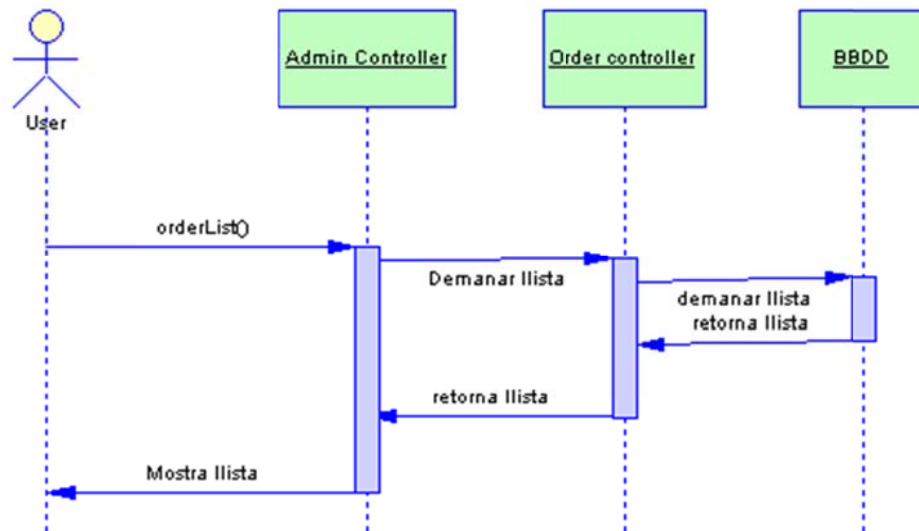 Admin Controller
Order controller
BBDD
User
orderList()
Demanar llista
demanar llista
retorna llista
retorna llista
Mostra llista